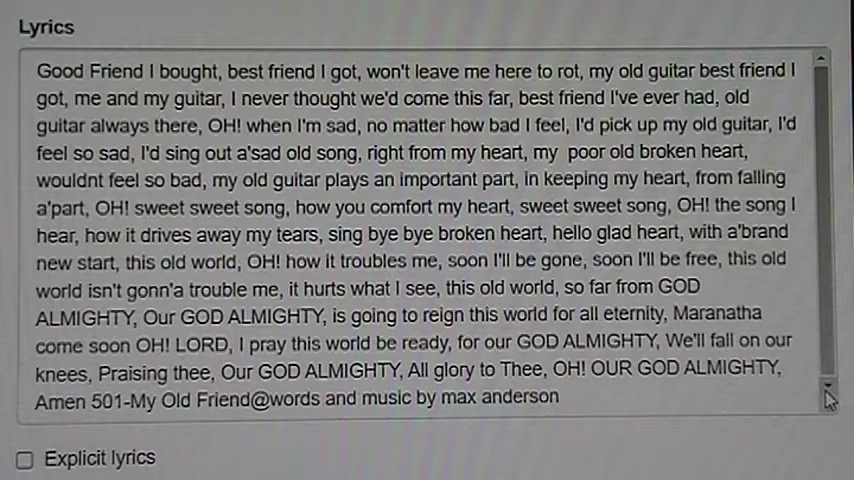 Lyrics
Good Friend I bought, best friend I got, won't leave me here to rot, my old guitar best friend I
got, me and my guitar, I never thought we'd come this far, best friend I've ever had, old
guitar always there, OH! when I'm sad, no matter how bad I feel, I'd pick up my old guitar, I'd
feel so sad, I'd sing out a'sad old song, right from my heart, my  poor old broken heart,
wouldnt feel so bad, my old guitar plays an important part, in keeping my heart, from falling
a'part, OH! sweet sweet song, how you comfort my heart, sweet sweet song, OH! the song I
hear, how it drives away my tears, sing bye bye broken heart, hello glad heart, with a'brand
new start, this old world, OH! how it troubles me, soon I'll be gone, soon I'll be free, this old
world isn't gonn'a trouble me, it hurts what I see, this old world, so far from GOD
ALMIGHTY, Our GOD ALMIGHTY, is going to reign this world for all eternity, Maranatha
come soon OH! LORD, I pray this world be ready, for our GOD ALMIGHTY, We'll fall on our
knees, Praising thee, Our GOD ALMIGHTY, All glory to Thee, OH! OUR GOD ALMIGHTY,
Amen 501-My Old Friend@words and music by max anderson
Explicit lyrics